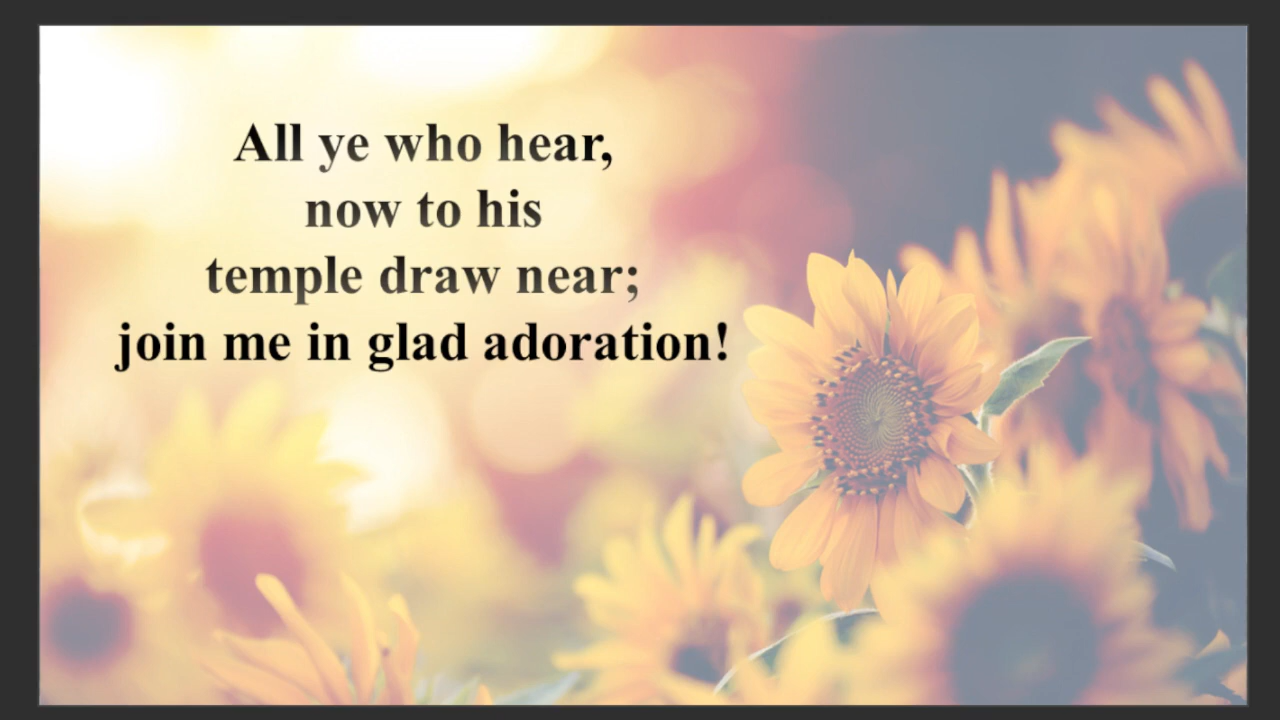 All ye who hear,
now to his
temple draw near;
join me in glad adoration!